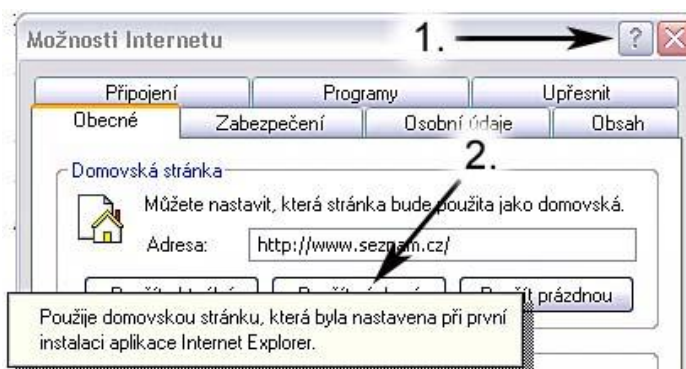 Možnosti Internetu
1.
?
Připojení
Programy
Upřesnit
Obecné
Zabezpečení
Osobní údaje
Obsah
2.
Domovská stránka
Můžete nastavit, která stránka bude použita jako domovská.
Adresa: http://www.seznam.cz/
prázdnou
Použije domovskou stránku, která byla nastavena při první
instalaci aplikace Internet Explorer.